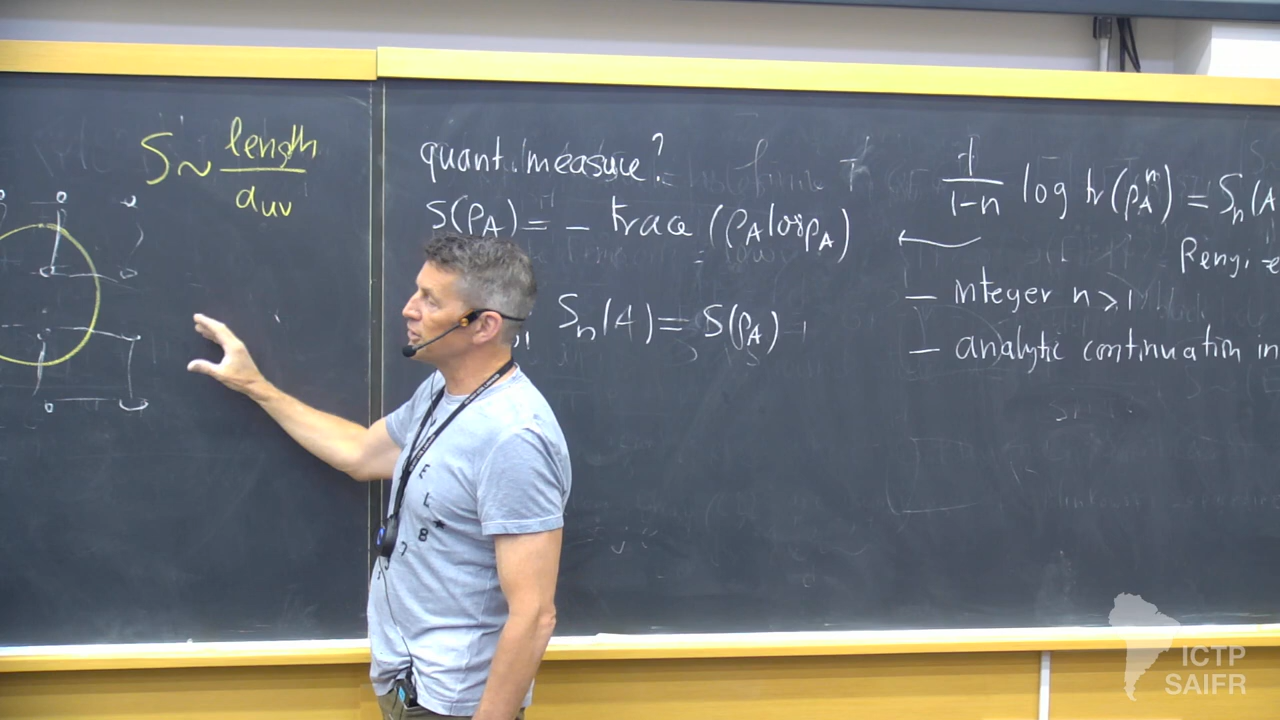 S ~ length / a_UV
quant. measure?
S(ρ_A) = - trace (ρ_A log ρ_A)
S_n(A) = S(ρ_A)
1/(1-n) log tr(ρ_A^n) = S_n(A
Renyi
— integer n ≥ 1
— analytic continuation in
ICTP
SAIFR